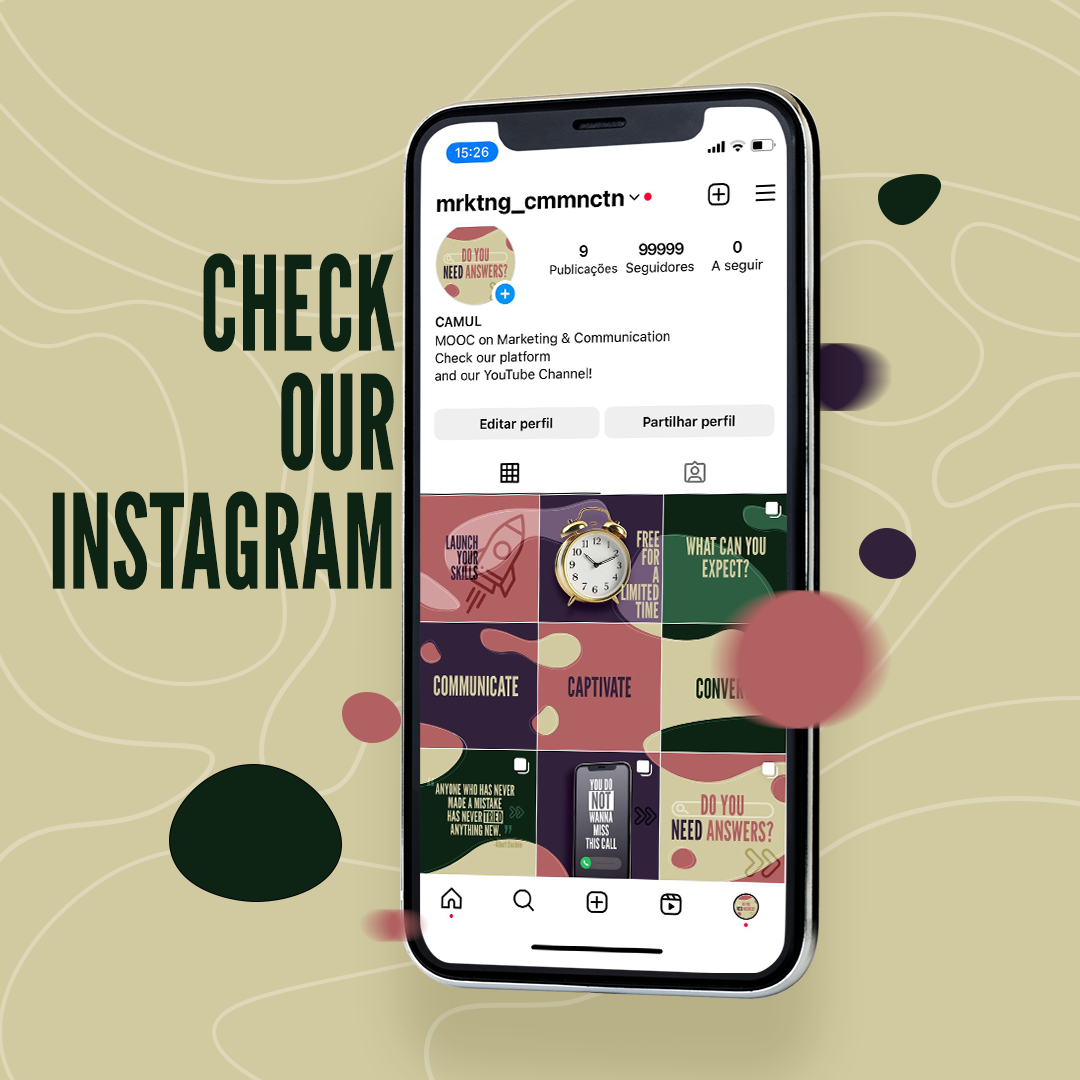 CHECK
OUR
INSTAGRAM
15:26
mrktng_cmmnctn
DO YOU
NEED ANSWERS?
9
Publicações
99999
Seguidores
0
A seguir
CAMUL
MOOC on Marketing & Communication
Check our platform
and our YouTube Channel!
Editar perfil
Partilhar perfil
LAUNCH
YOUR
SKILLS
FREE
FOR
A
LIMITED
TIME
WHAT CAN YOU
EXPECT?
COMMUNICATE
CAPTIVATE
CONVER
"ANYONE WHO HAS NEVER
MADE A MISTAKE
HAS NEVER TRIED
ANYTHING NEW."
YOU DO
NOT
WANNA
MISS
THIS CALL
DO YOU
NEED ANSWERS?